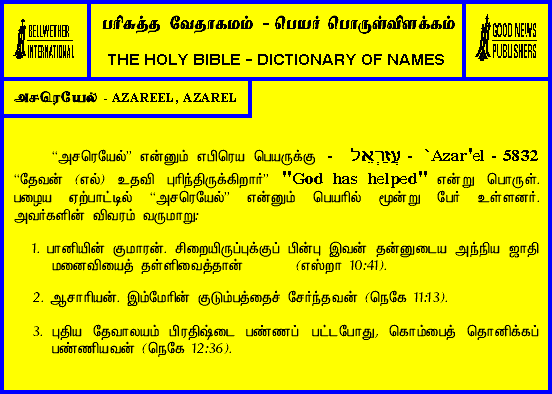 BELLWETHER
INTERNATIONAL
பரிசுத்த வேதாகமம் - பெயர் பொருள்விளக்கம்
THE HOLY BIBLE - DICTIONARY OF NAMES
GOOD NEWS
PUBLISHERS
அசரெயேல் - AZAREEL, AZAREL
“அசரெயேல்” என்னும் எபிரெய பெயருக்கு - עֲזַרְאֵל - `Azar'el - 5832
“தேவன் (எல்) உதவி புரிந்திருக்கிறார்” "God has helped" என்று பொருள்.
பழைய ஏற்பாட்டில் “அசரெயேல்” என்னும் பெயரில் மூன்று பேர் உள்ளனர்.
அவர்களின் விவரம் வருமாறு:
1. பானியின் குமாரன். சிறையிருப்புக்குப் பின்பு இவன் தன்னுடைய அந்நிய ஜாதி
மனைவியைத் தள்ளிவைத்தான் (எஸ்றா 10:41).
2. ஆசாரியன். இம்மேரின் குடும்பத்தைச் சேர்ந்தவன் (நெகே 11:13).
3. புதிய தேவாலயம் பிரதிஷ்டை பண்ணப் பட்டபோது, கொம்பைத் தொனிக்கப்
பண்ணியவன் (நெகே 12:36).